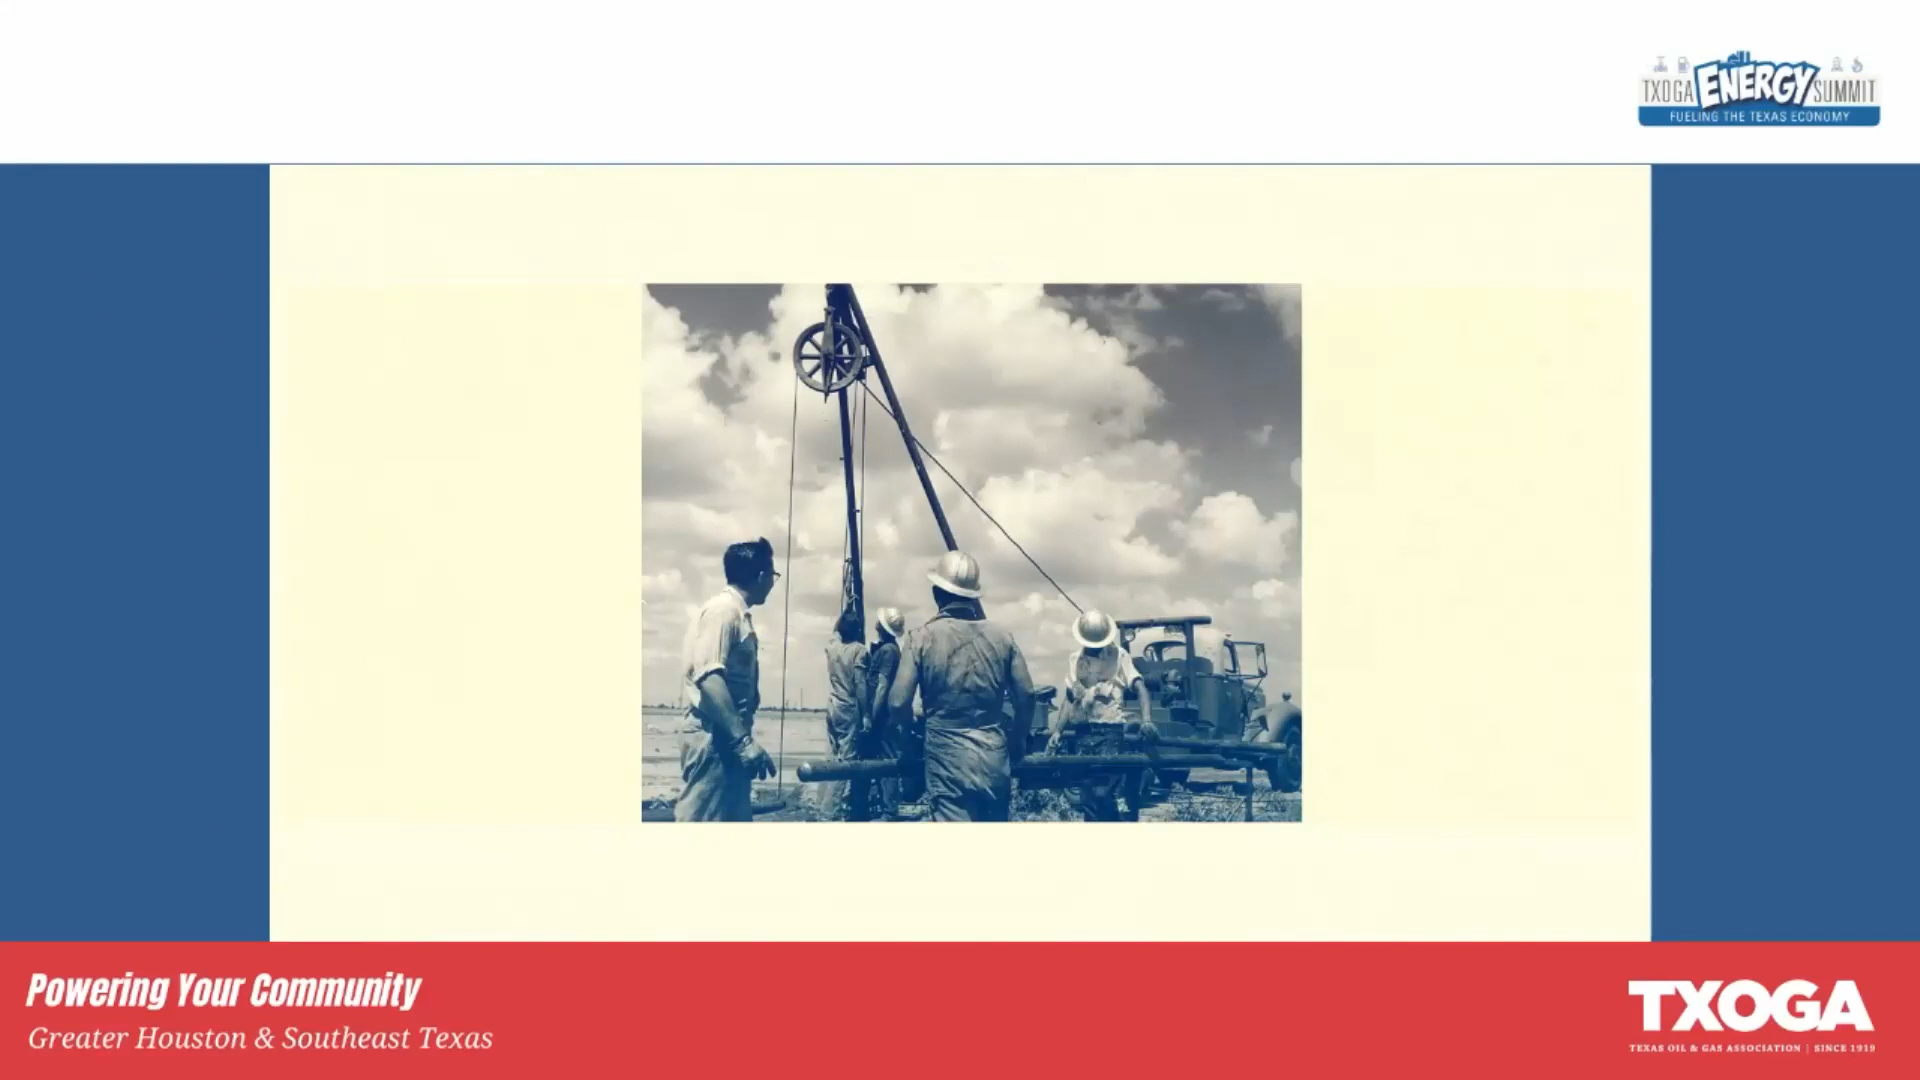 TXOGA ENERGY SUMMIT
FUELING THE TEXAS ECONOMY
Powering Your Community
Greater Houston & Southeast Texas
TXOGA
TEXAS OIL & GAS ASSOCIATION | SINCE 1919